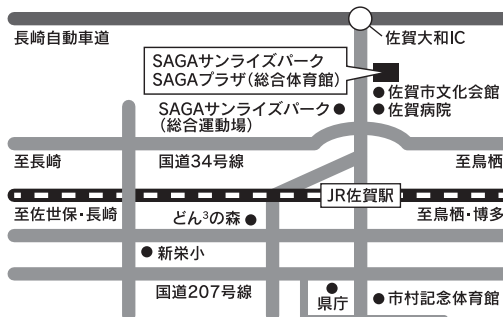 長崎自動車道
佐賀大和IC
SAGAサンライズパーク
SAGAプラザ(総合体育館)
佐賀市文化会館
SAGAサンライズパーク
(総合運動場)
佐賀病院
至長崎
国道34号線
至鳥栖
JR佐賀駅
至佐世保・長崎
どん³の森
至鳥栖・博多
新栄小
国道207号線
県庁
市村記念体育館